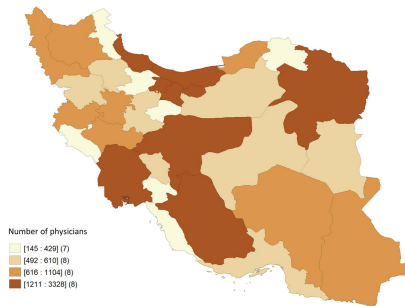 Number of physicians
[145 : 429] (7)
[492 : 610] (8)
[616 : 1104] (8)
[1211 : 3328] (8)